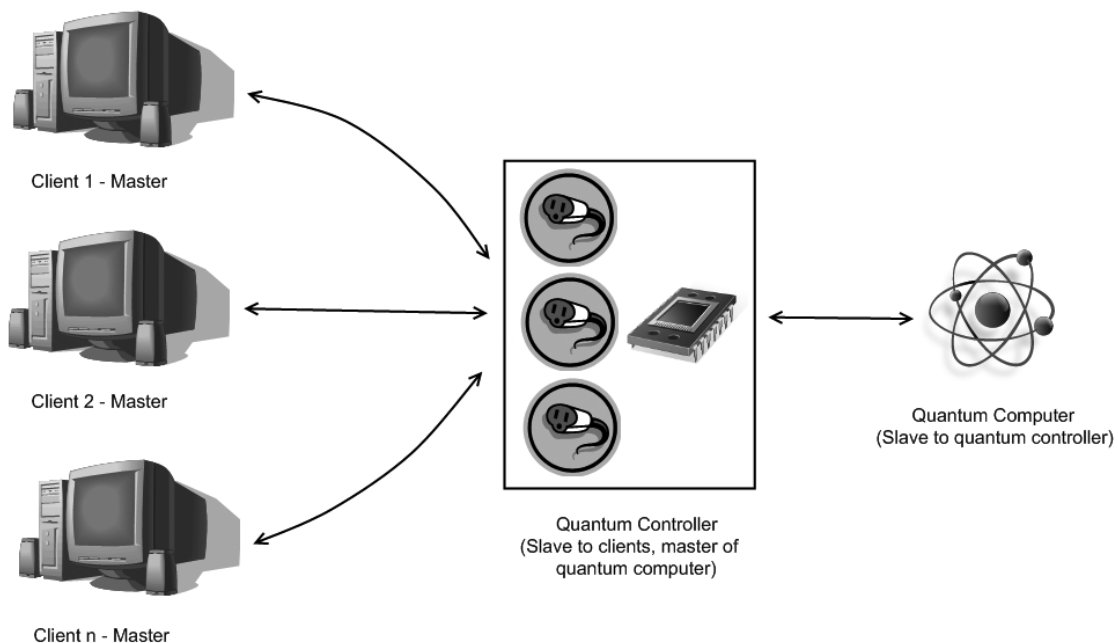 Client 1 - Master
Client 2 - Master
Client n - Master
Quantum Controller
(Slave to clients, master of
quantum computer)
Quantum Computer
(Slave to quantum controller)